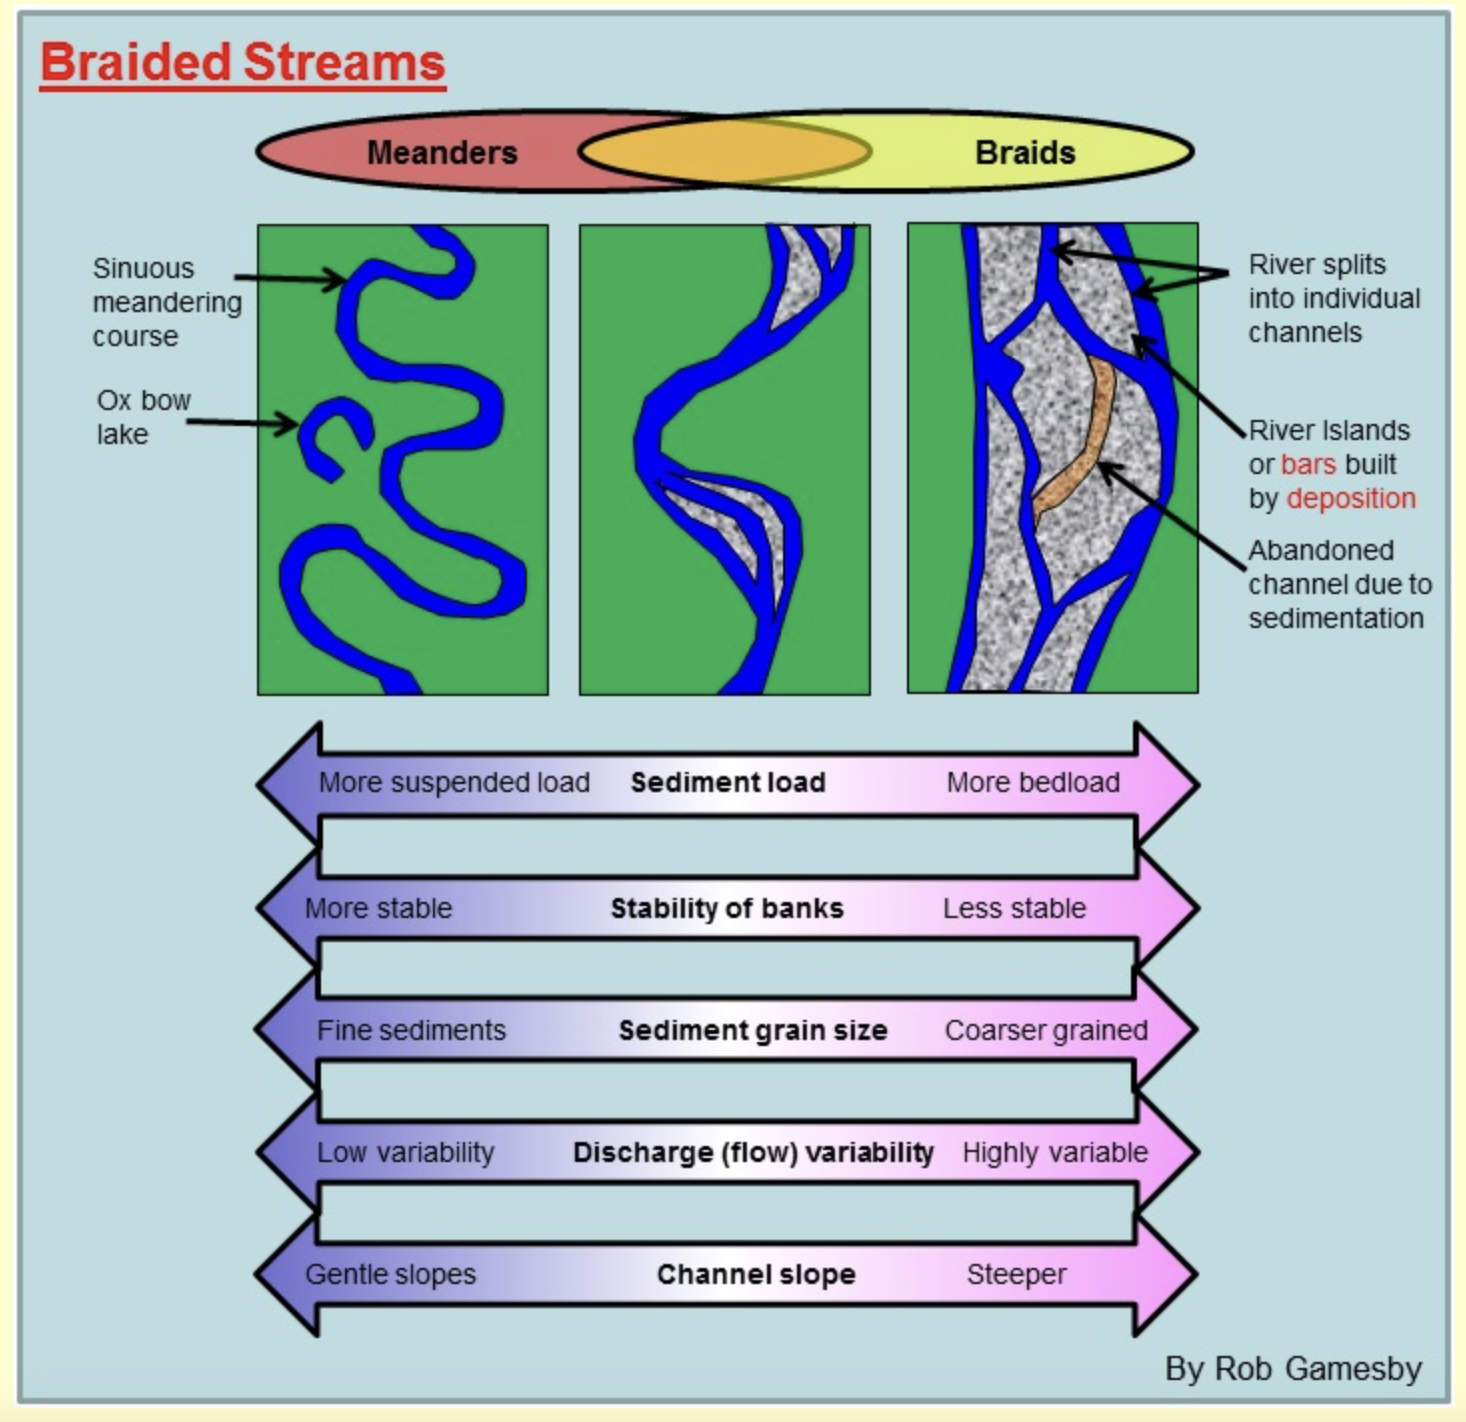 Braided Streams
Meanders
Braids
Sinuous
meandering
course
Ox bow
lake
River splits
into individual
channels
River Islands
or bars built
by deposition
Abandoned
channel due to
sedimentation
More suspended load Sediment load More bedload
More stable Stability of banks Less stable
Fine sediments Sediment grain size Coarser grained
Low variability Discharge (flow) variability Highly variable
Gentle slopes Channel slope Steeper
By Rob Gamesby